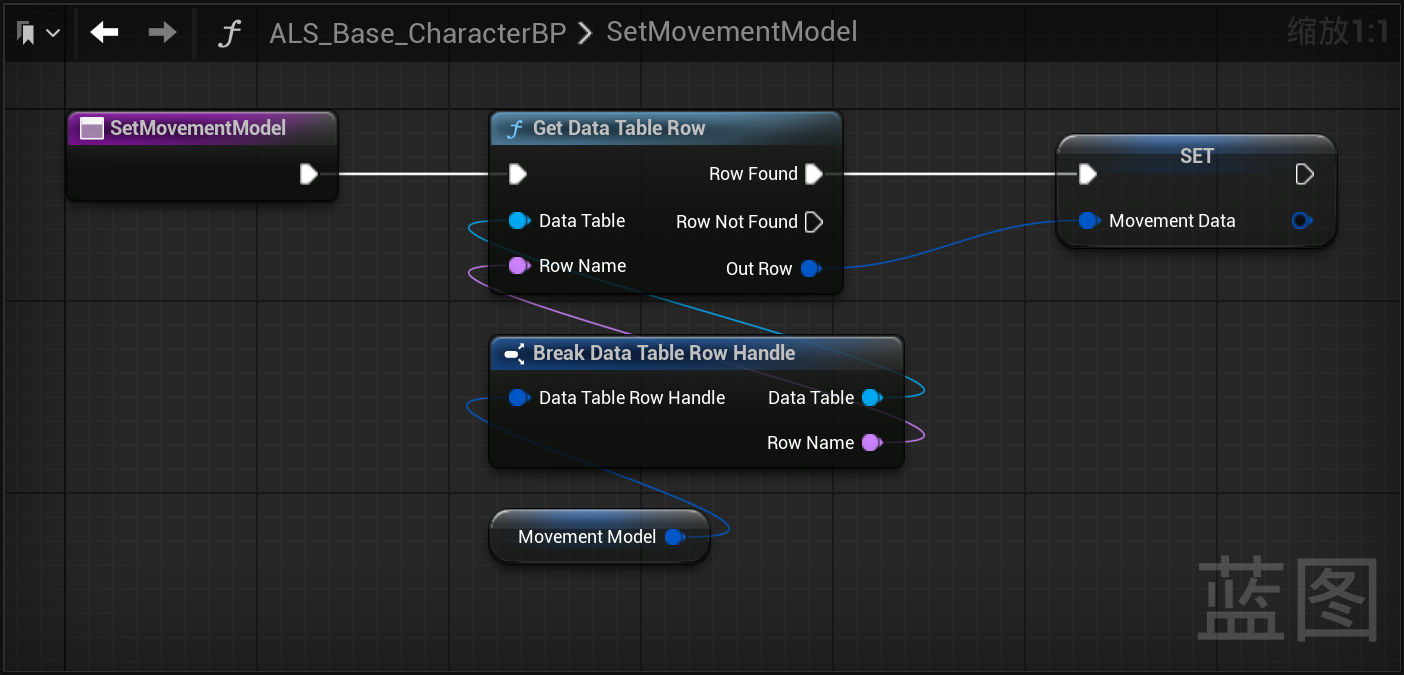 ALS_Base_CharacterBP > SetMovementModel
缩放1:1
SetMovementModel
Get Data Table Row
Row Found
Data Table
Row Not Found
Row Name
Out Row
SET
Movement Data
Break Data Table Row Handle
Data Table Row Handle
Data Table
Row Name
Movement Model
蓝图